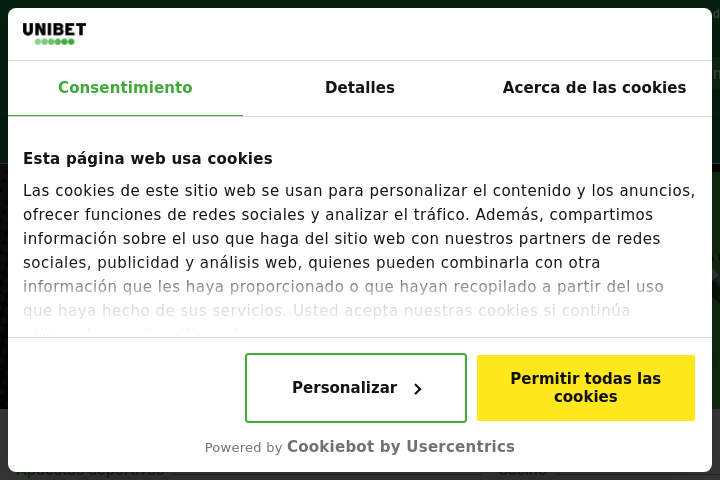 UNIBET
Consentimiento
Detalles
Acerca de las cookies
Esta página web usa cookies
Las cookies de este sitio web se usan para personalizar el contenido y los anuncios,
ofrecer funciones de redes sociales y analizar el tráfico. Además, compartimos
información sobre el uso que haga del sitio web con nuestros partners de redes
sociales, publicidad y análisis web, quienes pueden combinarla con otra
información que les haya proporcionado o que hayan recopilado a partir del uso
que haya hecho de sus servicios. Usted acepta nuestras cookies si continúa
Personalizar
Permitir todas las
cookies
Powered by Cookiebot by Usercentrics